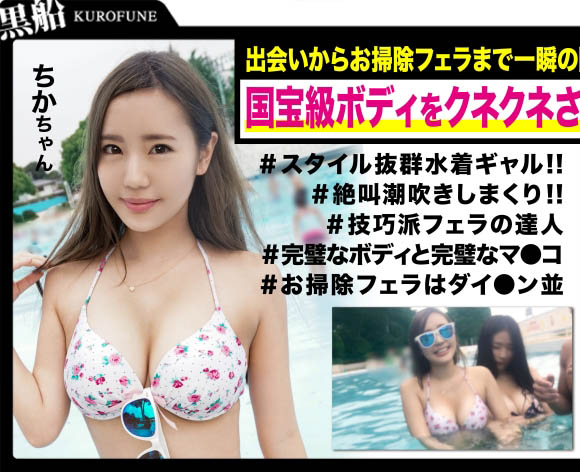 黒船 KUROFUNE
出会いからお掃除フェラまで一瞬の
国宝級ボディをクネクネさ
ちかちゃん
#スタイル抜群水着ギャル!!
#絶叫潮吹きしまくり!!
#技巧派フェラの達人
#完璧なボディと完璧なマ●コ
#お掃除フェラはダイ●ン並